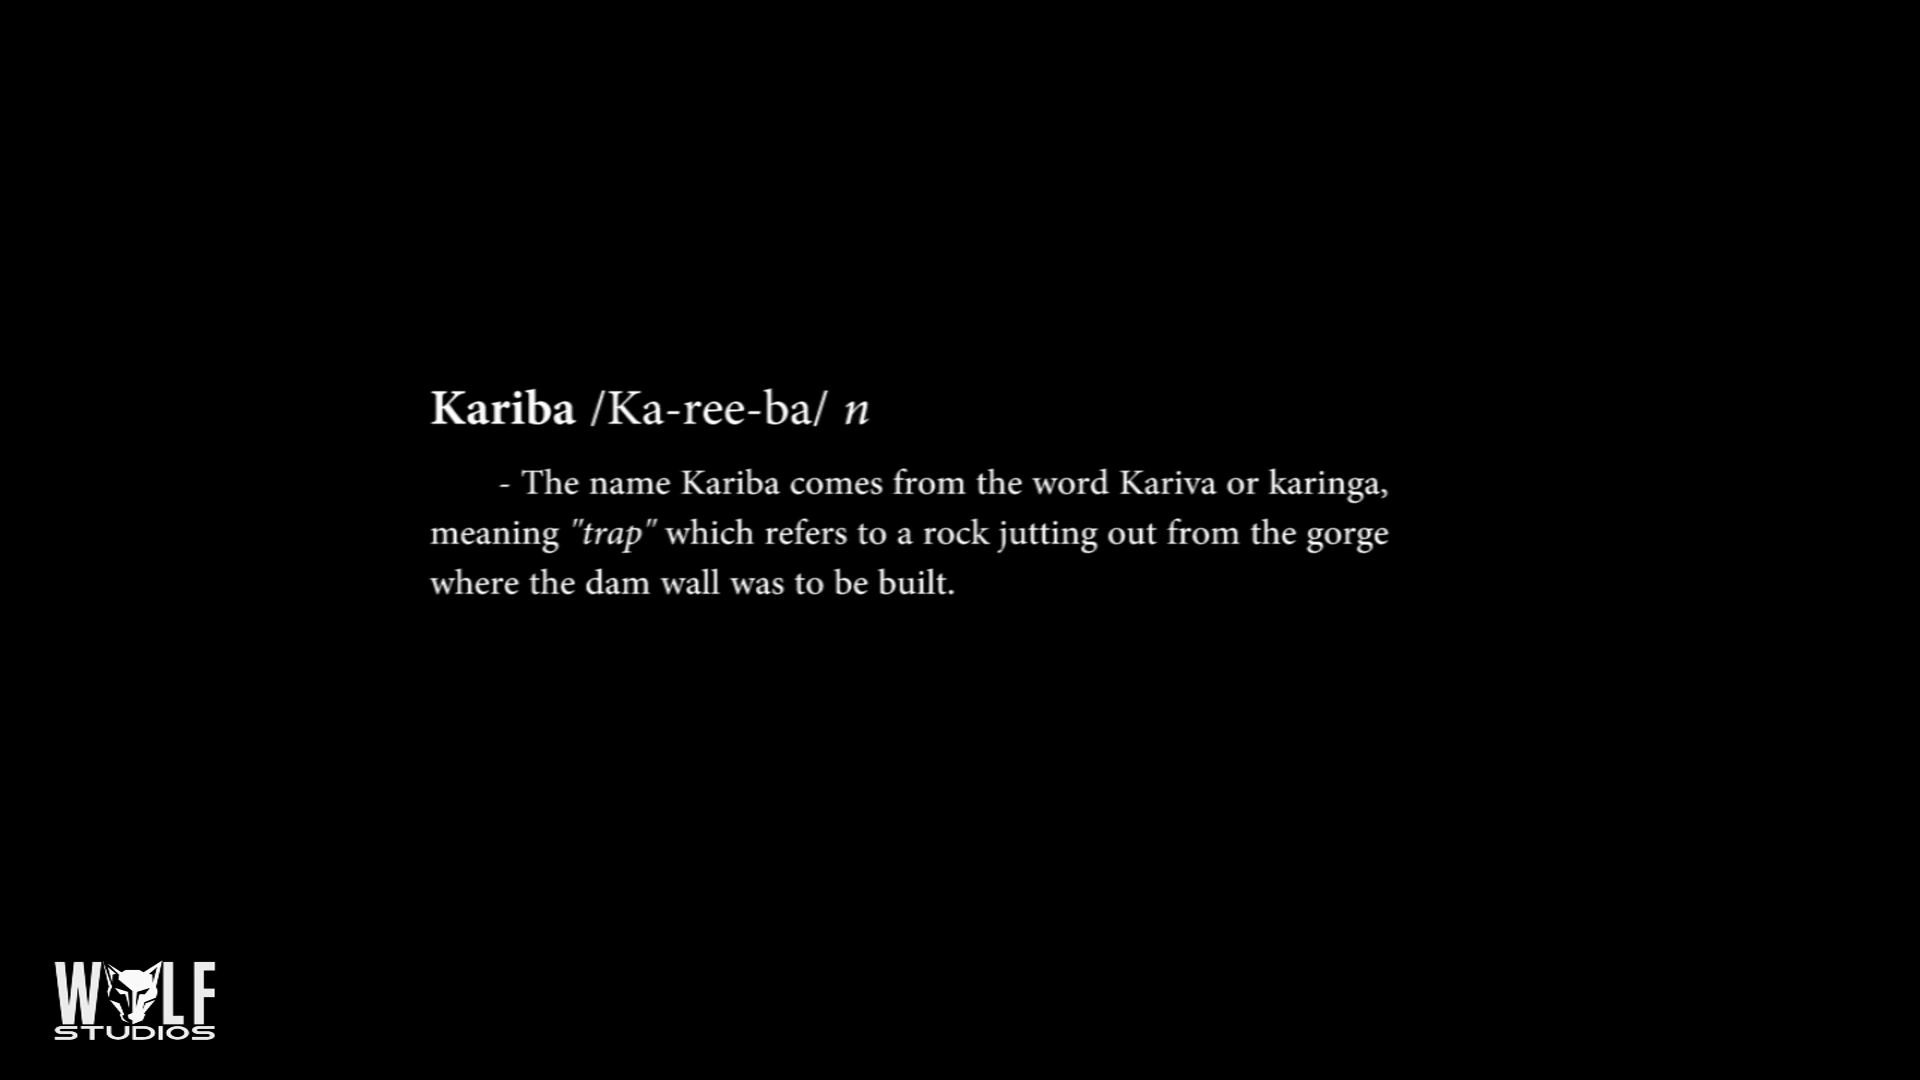 Kariba /Ka-ree-ba/ n
- The name Kariba comes from the word Kariva or karinga,
meaning "trap" which refers to a rock jutting out from the gorge
where the dam wall was to be built.
WOLF
STUDIOS